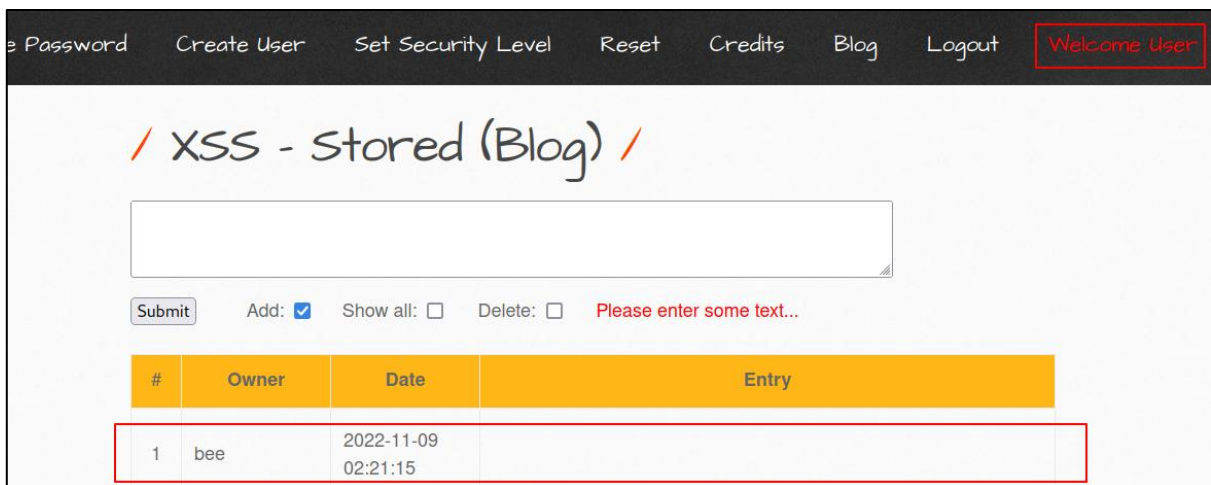 e Password Create User Set Security Level Reset Credits Blog Logout Welcome User
/ XSS - Stored (Blog) /
Submit Add: Show all: Delete: Please enter some text...
# Owner Date Entry
1 bee 2022-11-09
02:21:15